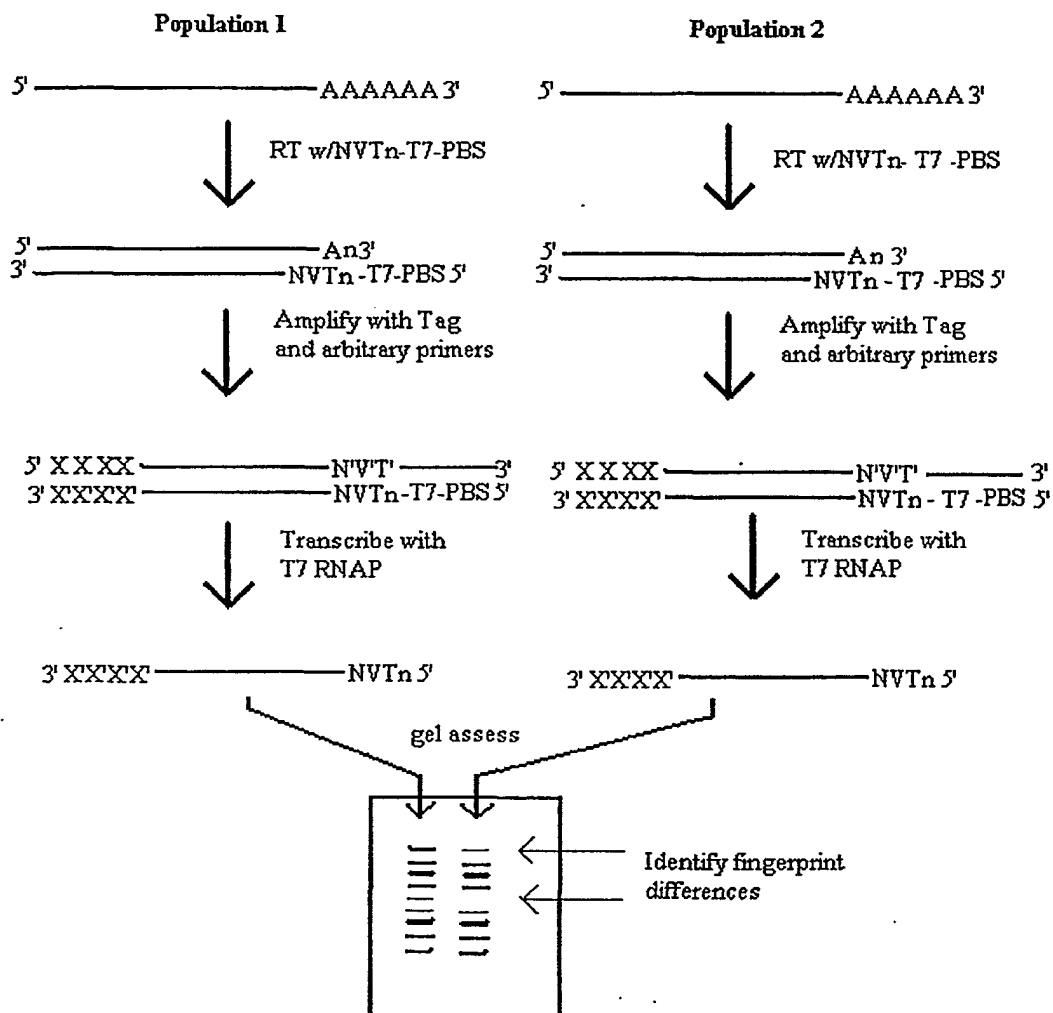 Population 1
Population 2
5' AAAAAA 3'
5' AAAAAA 3'
RT w/NVTn-T7-PBS
RT w/NVTn- T7 -PBS
5' An 3'
3' NVTn -T7-PBS 5'
5' An 3'
3' NVTn - T7 -PBS 5'
Amplify with Tag
and arbitrary primers
Amplify with Tag
and arbitrary primers
5' X X XX N'V'T' 3'
3' X'X'X'X' NVTn-T7-PBS 5'
5' X X X X N'V'T' 3'
3' X'X'X'X' NVTn - T7 -PBS 5'
Transcribe with
T7 RNAP
Transcribe with
T7 RNAP
3' X'X'X'X' NVTn 5'
3' X'X'X'X' NVTn 5'
gel assess
Identify fingerprint
differences